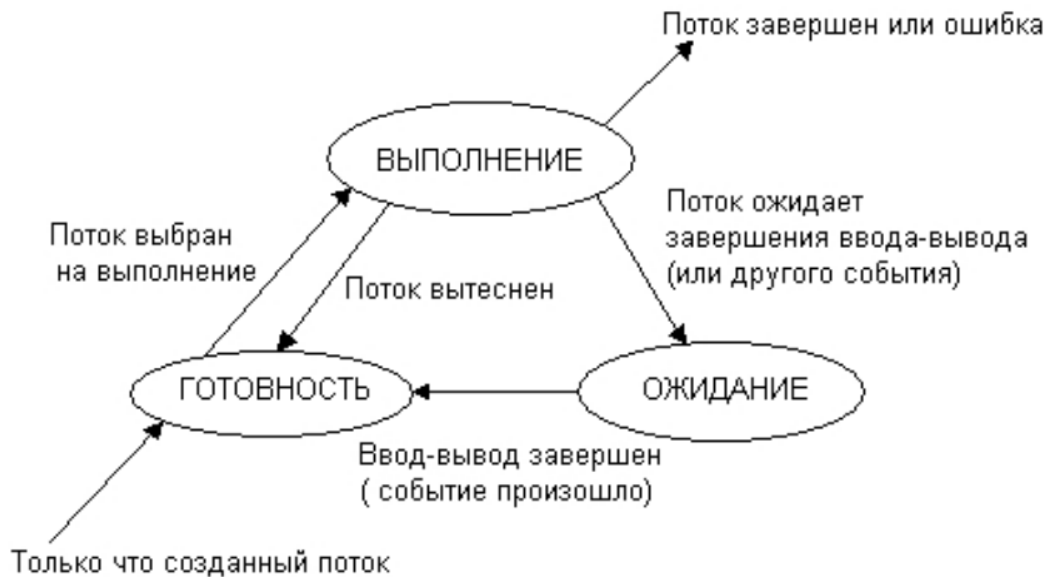 Поток завершен или ошибка
ВЫПОЛНЕНИЕ
Поток ожидает
завершения ввода-вывода
(или другого события)
Поток выбран
на выполнение
Поток вытеснен
ГОТОВНОСТЬ
ОЖИДАНИЕ
Ввод-вывод завершен
( событие произошло)
Только что созданный поток